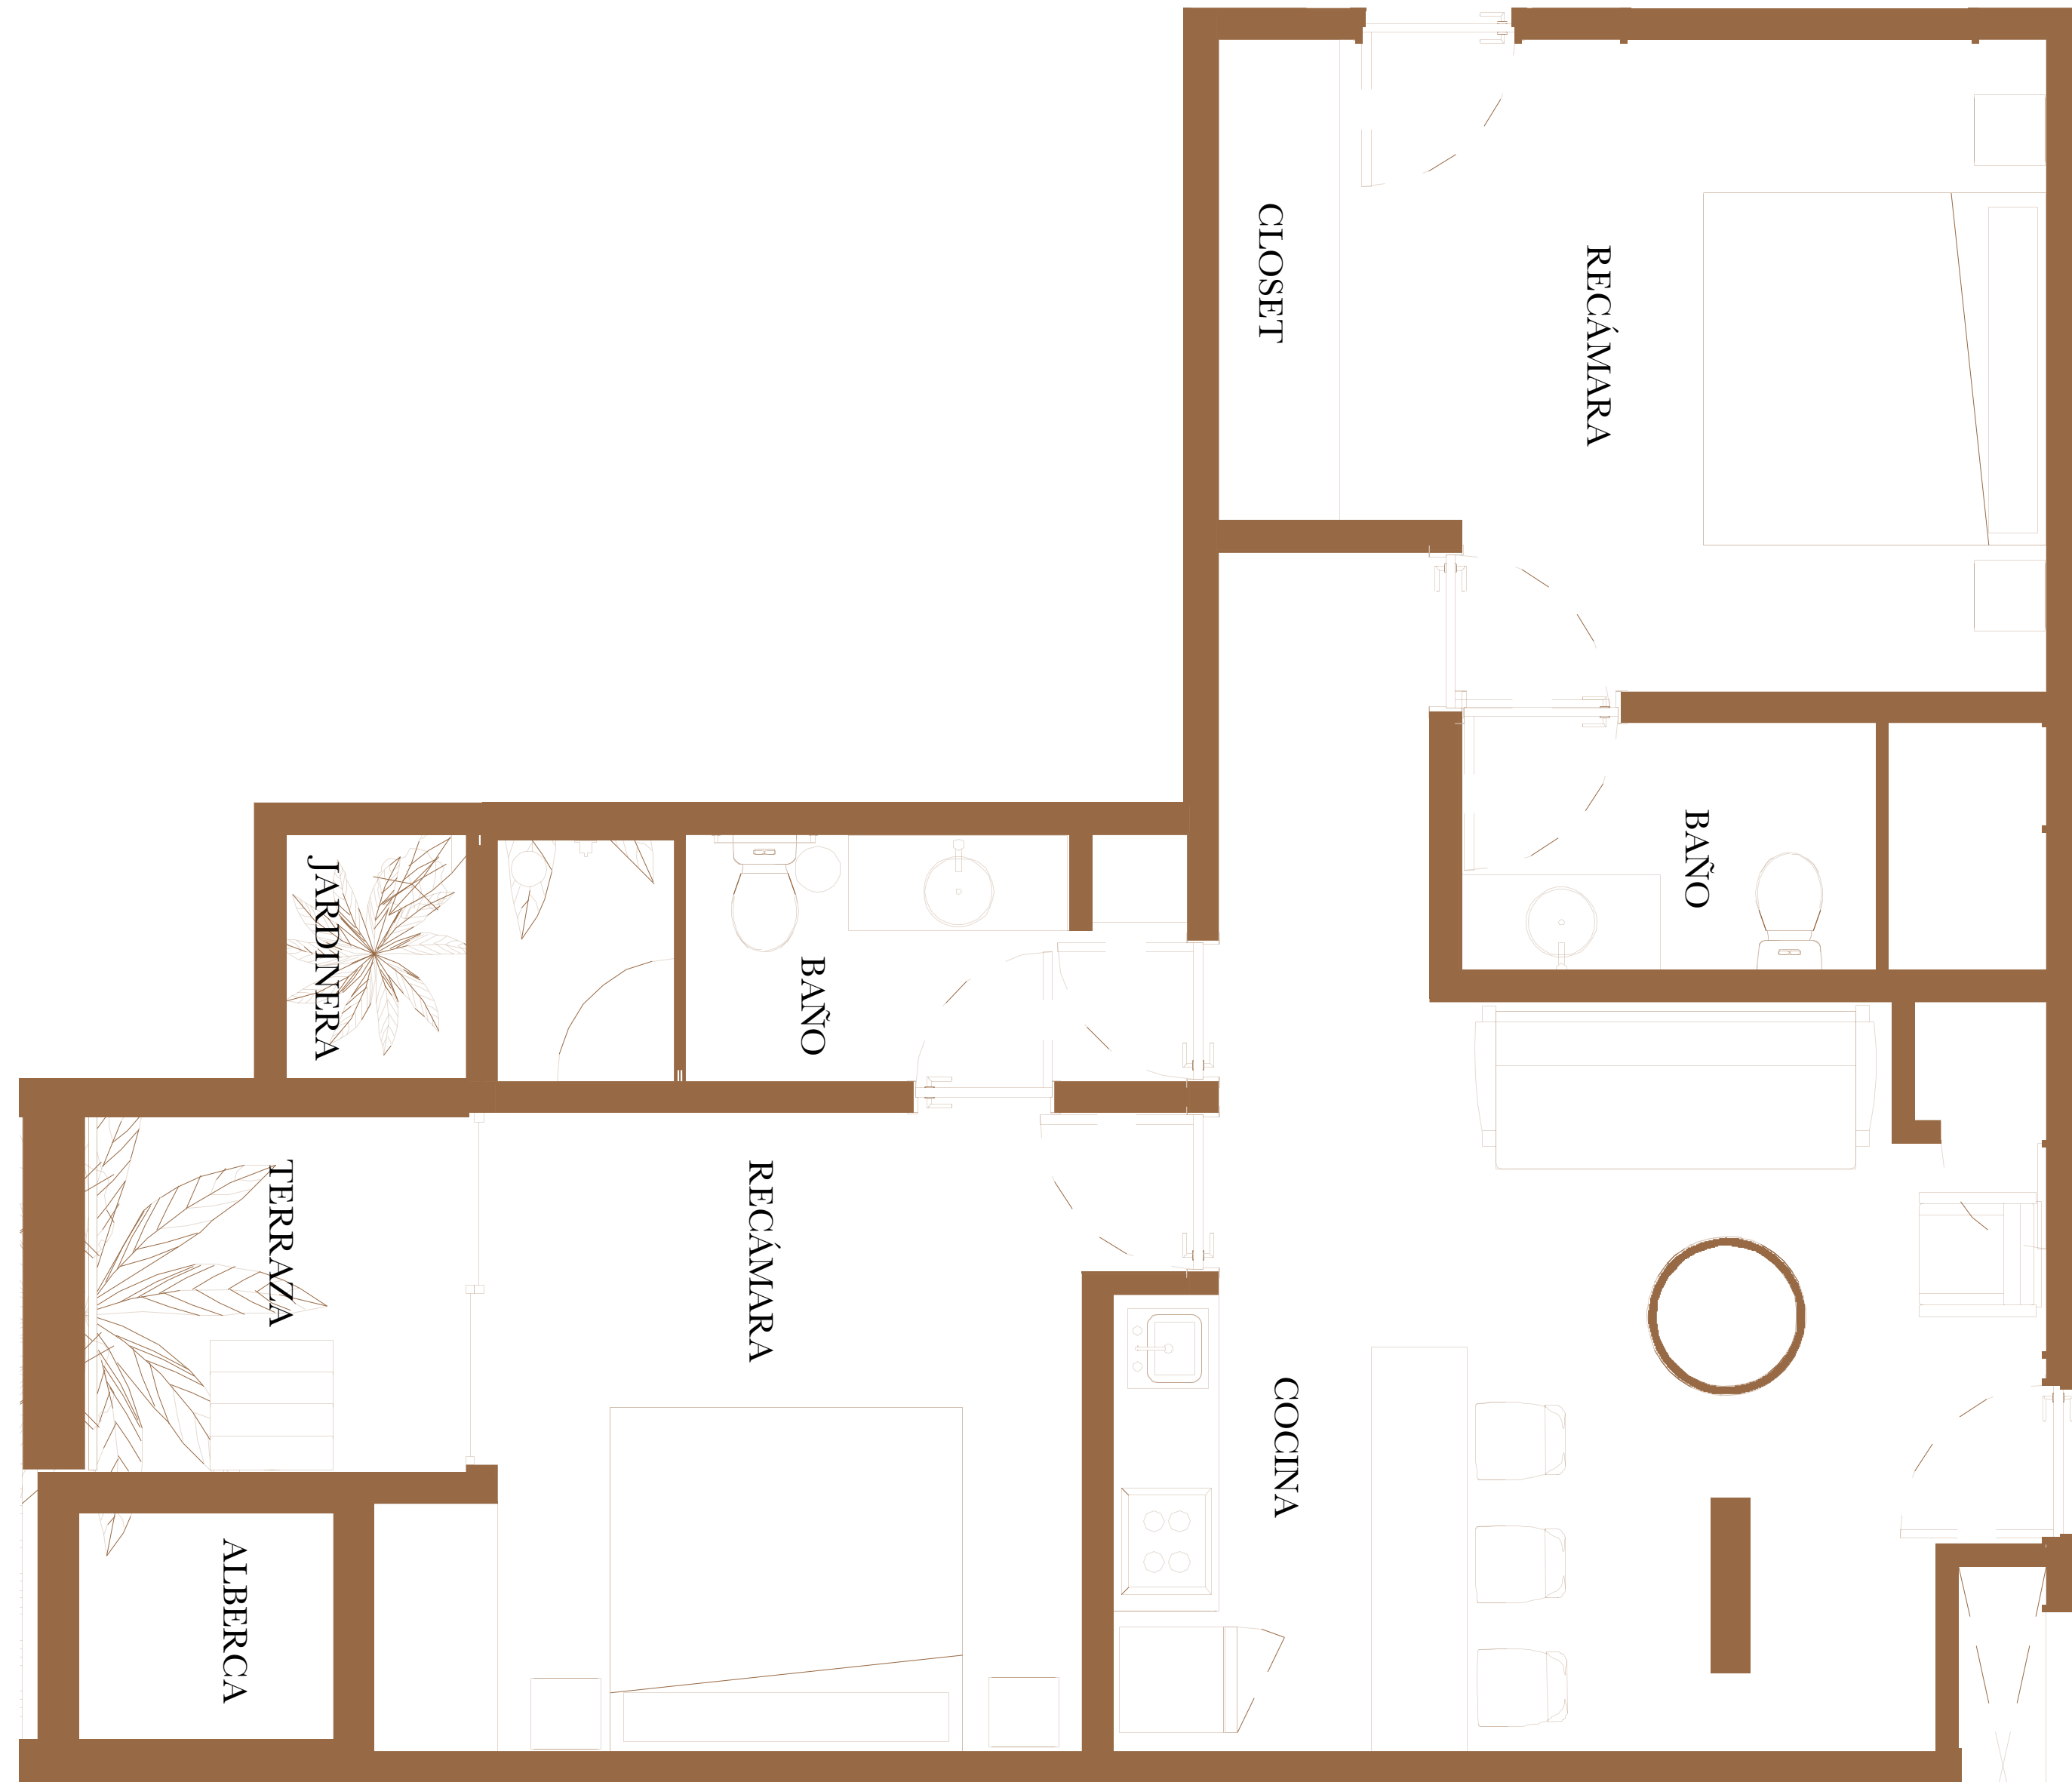 CLOSET
RECÁMARA
BAÑO
JARDINERA
BAÑO
TERRAZA
RECÁMARA
COCINA
ALBERCA